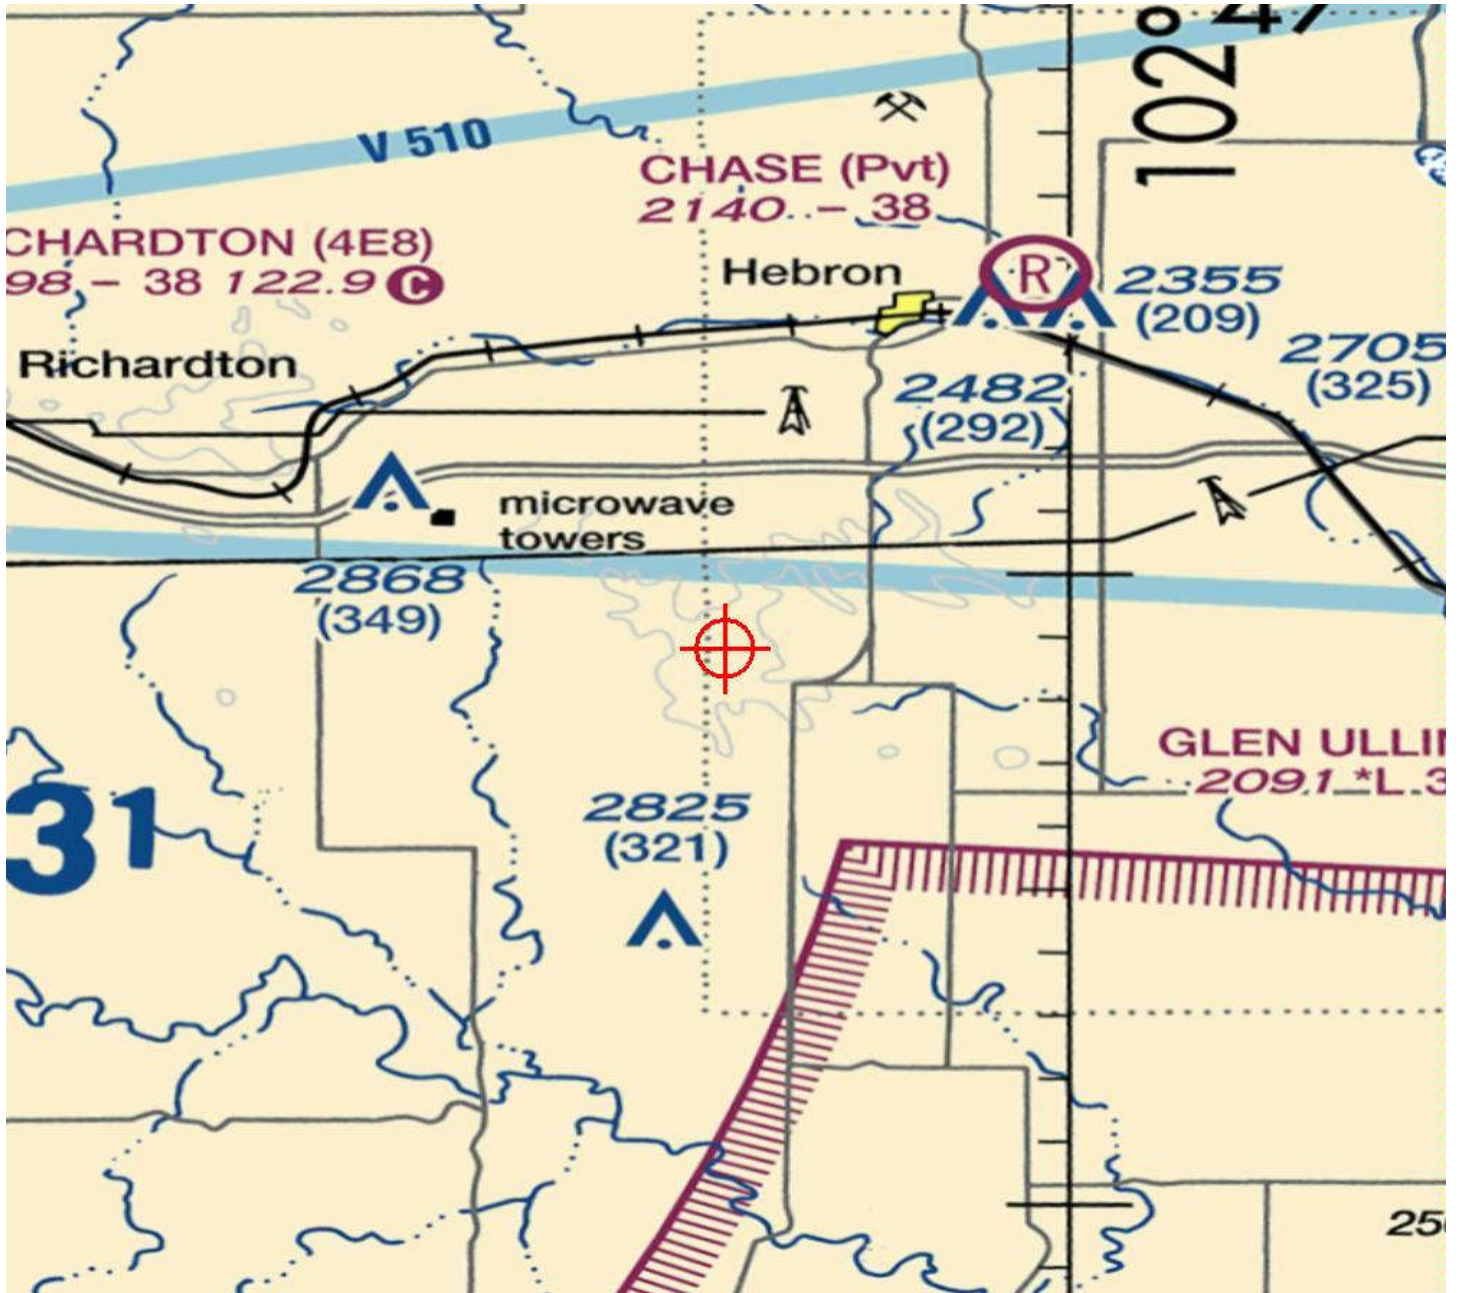 47
102°
V 510
CHASE (Pvt)
2140 - 38
CHARDTON (4E8)
98 - 38 122.9 C
Hebron
R
2355
(209)
Richardton
2705
(325)
2482
(292)
microwave
towers
2868
(349)
GLEN ULLI
2091 *L 3
31
2825
(321)
25